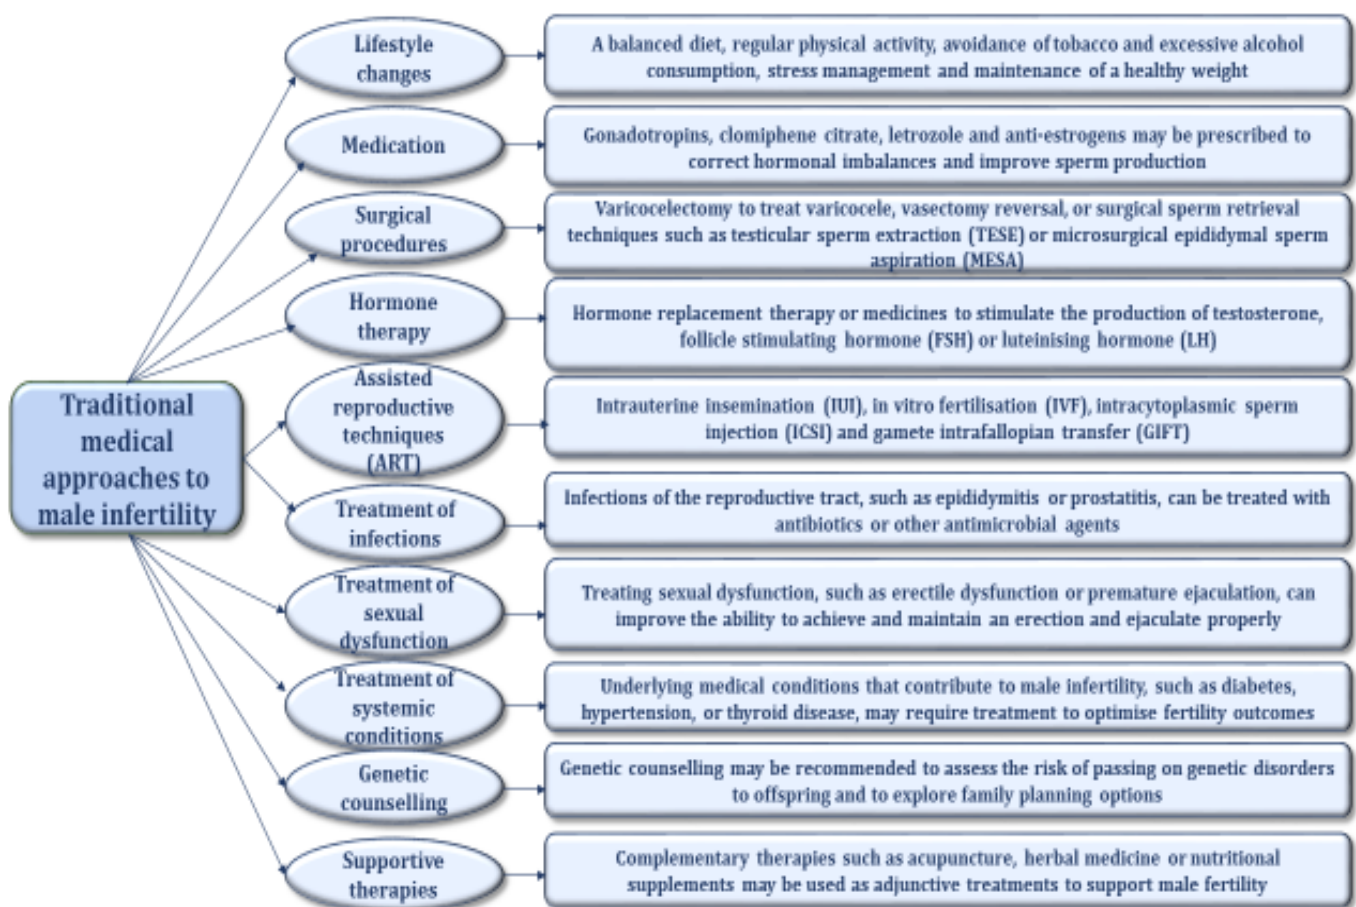 Lifestyle
changes
A balanced diet, regular physical activity, avoidance of tobacco and excessive alcohol
consumption, stress management and maintenance of a healthy weight
Medication
Gonadotropins, clomiphene citrate, letrozole and anti-estrogens may be prescribed to
correct hormonal imbalances and improve sperm production
Surgical
procedures
Varicocelectomy to treat varicocele, vasectomy reversal, or surgical sperm retrieval
techniques such as testicular sperm extraction (TESE) or microsurgical epididymal sperm
aspiration (MESA)
Hormone
therapy
Hormone replacement therapy or medicines to stimulate the production of testosterone,
follicle stimulating hormone (FSH) or luteinising hormone (LH)
Traditional
medical
approaches to
male infertility
Assisted
reproductive
techniques
(ART)
Intrauterine insemination (IUI), in vitro fertilisation (IVF), intracytoplasmic sperm
injection (ICSI) and gamete intrafallopian transfer (GIFT)
Treatment of
infections
Infections of the reproductive tract, such as epididymitis or prostatitis, can be treated with
antibiotics or other antimicrobial agents
Treatment of
sexual
dysfunction
Treating sexual dysfunction, such as erectile dysfunction or premature ejaculation, can
improve the ability to achieve and maintain an erection and ejaculate properly
Treatment of
systemic
conditions
Underlying medical conditions that contribute to male infertility, such as diabetes,
hypertension, or thyroid disease, may require treatment to optimise fertility outcomes
Genetic
counselling
Genetic counselling may be recommended to assess the risk of passing on genetic disorders
to offspring and to explore family planning options
Supportive
therapies
Complementary therapies such as acupuncture, herbal medicine or nutritional
supplements may be used as adjunctive treatments to support male fertility